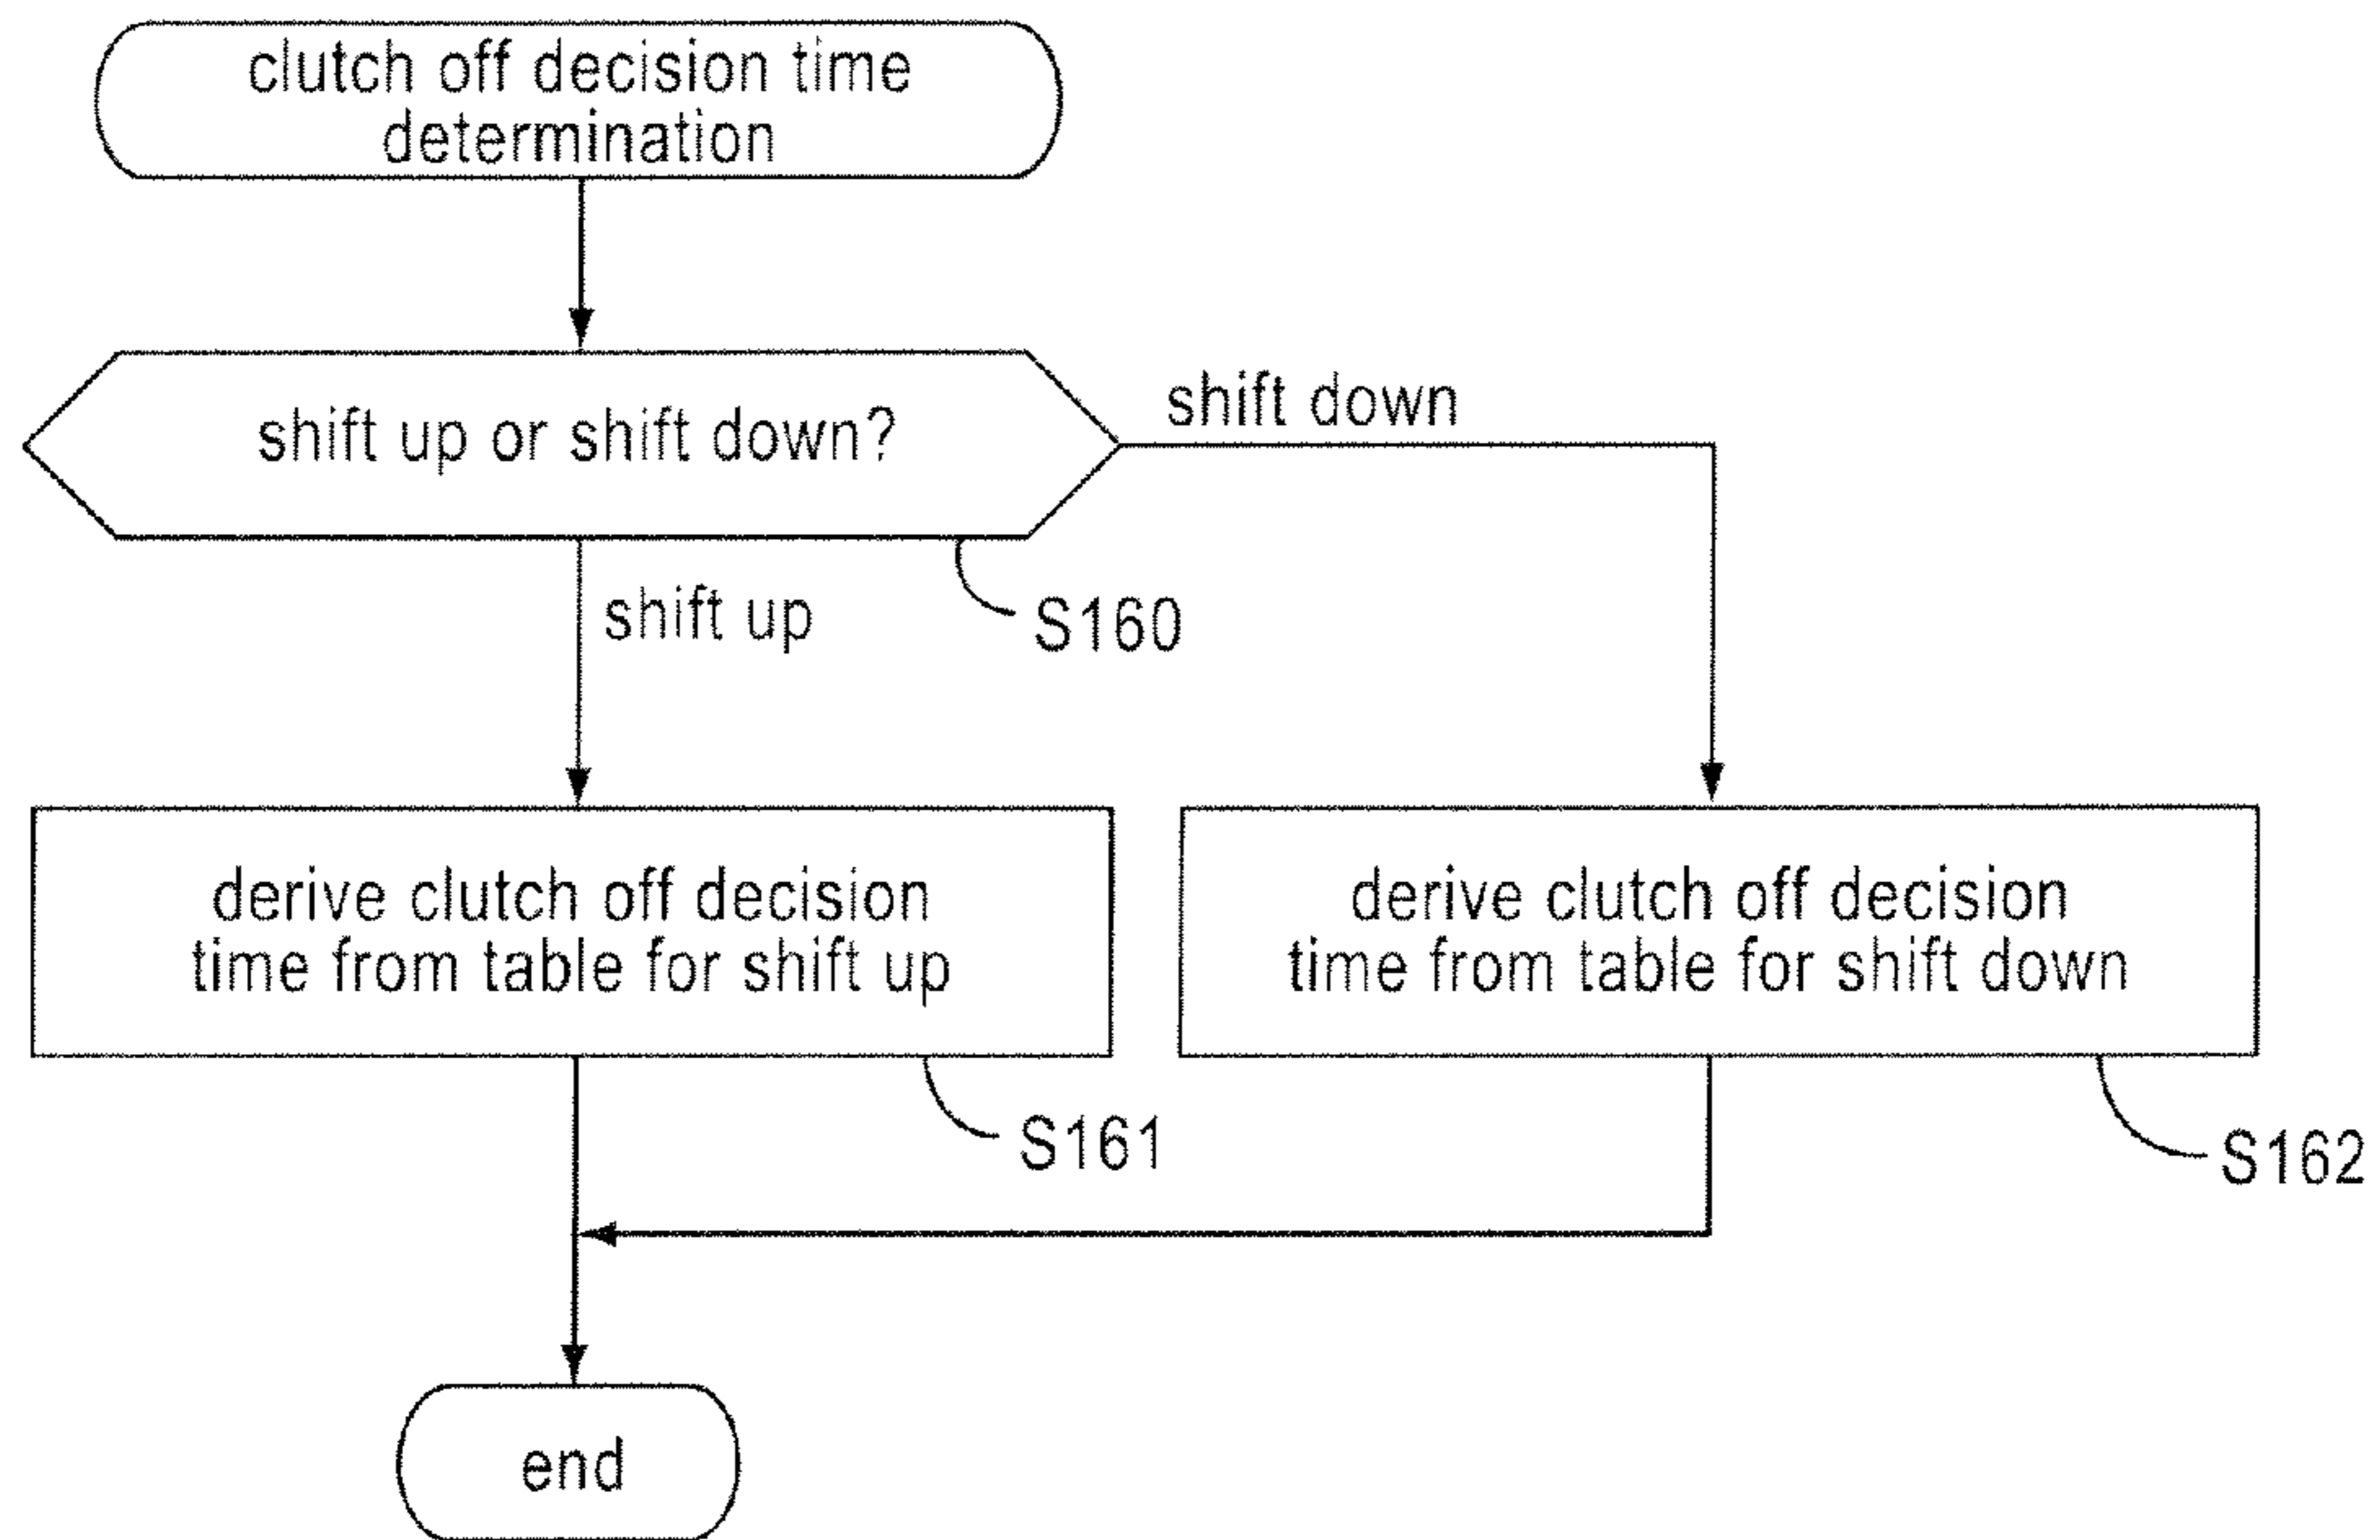 clutch off decision time
determination
shift up or shift down?
shift down
shift up
S160
derive clutch off decision
time from table for shift up
derive clutch off decision
time from table for shift down
S161
S162
end